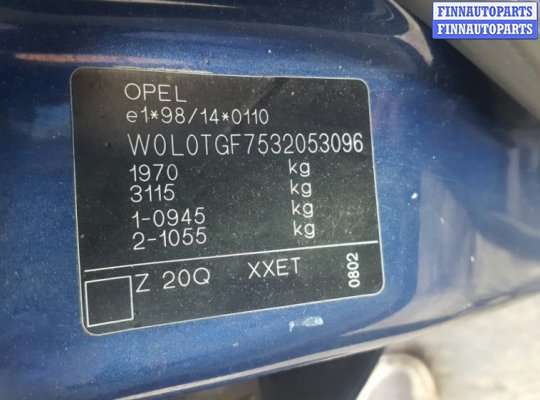 FINNAUTOPARTS
FINNAUTOPARTS
OPEL
e1*98/14*0110
W0L0TGF7532053096
1970 kg
3115 kg
1-0945 kg
2-1055 kg
Z 20Q XXET
0802